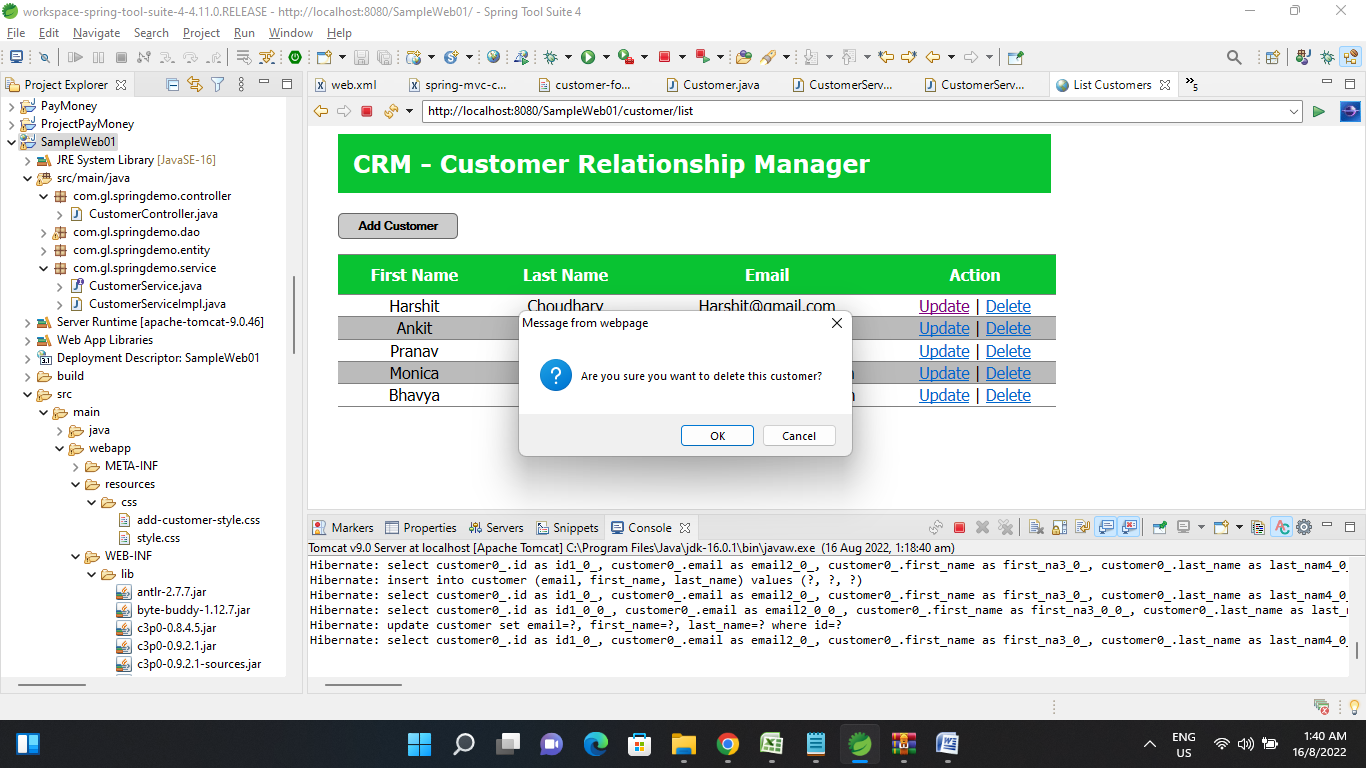 workspace-spring-tool-suite-4-4.11.0.RELEASE - http://localhost:8080/SampleWeb01/ - Spring Tool Suite 4
File Edit Navigate Search Project Run Window Help
Project Explorer
web.xml
spring-mvc-c...
customer-fo...
Customer.java
CustomerServ...
CustomerServ...
List Customers
5
http://localhost:8080/SampleWeb01/customer/list
PayMoney
ProjectPayMoney
SampleWeb01
JRE System Library [JavaSE-16]
src/main/java
com.gl.springdemo.controller
CustomerController.java
com.gl.springdemo.dao
com.gl.springdemo.entity
com.gl.springdemo.service
CustomerService.java
CustomerServiceImpl.java
Server Runtime [apache-tomcat-9.0.46]
Web App Libraries
Deployment Descriptor: SampleWeb01
build
src
main
java
webapp
META-INF
resources
css
add-customer-style.css
style.css
WEB-INF
lib
antlr-2.7.7.jar
byte-buddy-1.12.7.jar
c3p0-0.8.4.5.jar
c3p0-0.9.2.1.jar
c3p0-0.9.2.1-sources.jar
CRM - Customer Relationship Manager
Add Customer
First Name Last Name Email Action
Harshit Choudhary Harshit@gmail.com Update | Delete
Ankit Update | Delete
Pranav Update | Delete
Monica Update | Delete
Bhavya Update | Delete
Message from webpage
Are you sure you want to delete this customer?
OK Cancel
Markers Properties Servers Snippets Console
Tomcat v9.0 Server at localhost [Apache Tomcat] C:\Program Files\Java\jdk-16.0.1\bin\javaw.exe (16 Aug 2022, 1:18:40 am)
Hibernate: select customer0_.id as id1_0_, customer0_.email as email2_0_, customer0_.first_name as first_na3_0_, customer0_.last_name as last_nam4_0_
Hibernate: insert into customer (email, first_name, last_name) values (?, ?, ?)
Hibernate: select customer0_.id as id1_0_, customer0_.email as email2_0_, customer0_.first_name as first_na3_0_, customer0_.last_name as last_nam4_0_
Hibernate: select customer0_.id as id1_0_0_, customer0_.email as email2_0_0_, customer0_.first_name as first_na3_0_0_, customer0_.last_name as last_
Hibernate: update customer set email=?, first_name=?, last_name=? where id=?
Hibernate: select customer0_.id as id1_0_, customer0_.email as email2_0_, customer0_.first_name as first_na3_0_, customer0_.last_name as last_nam4_0_
ENG
US
1:40 AM
16/8/2022